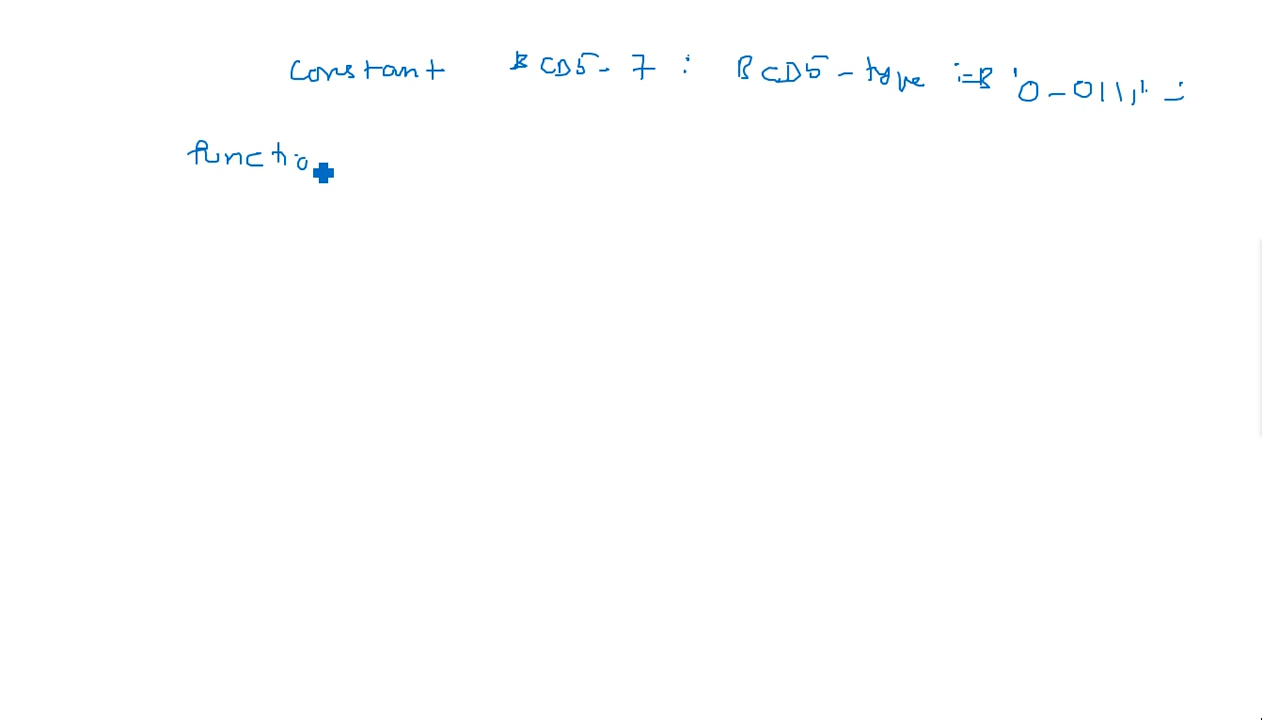 constant BCD5-7 : BCD5-type :=B '0-0111' ;
functio